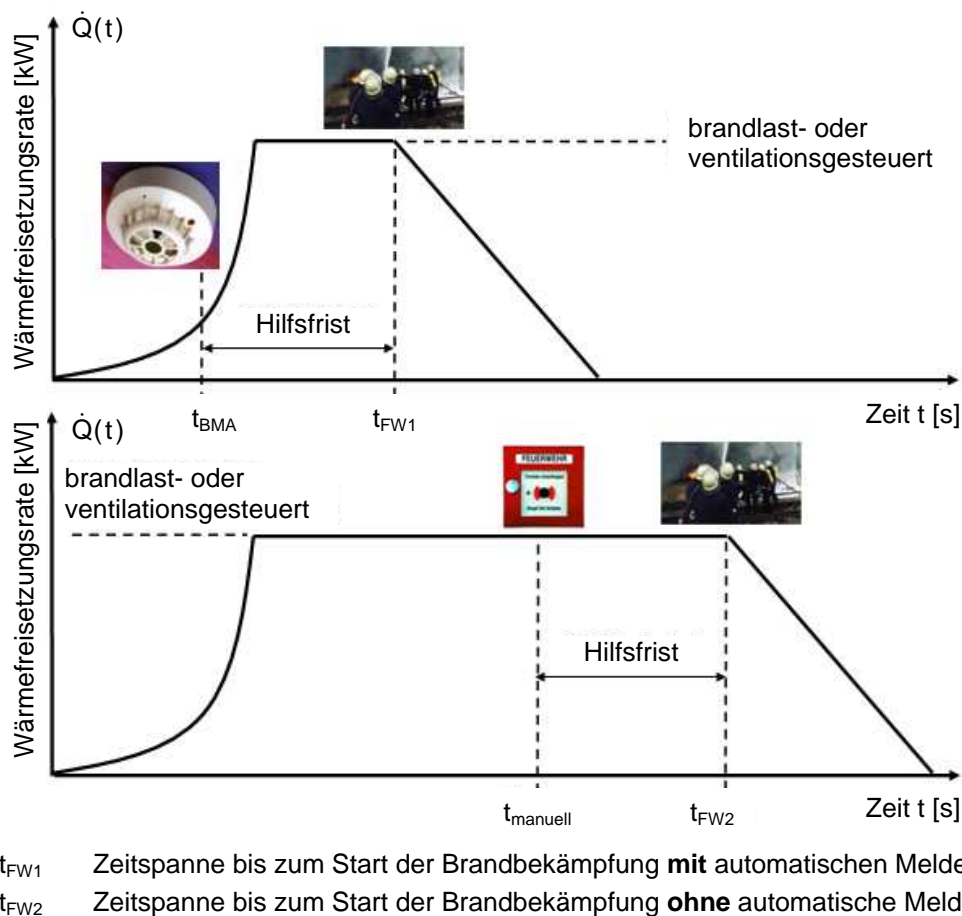 Q̇(t)
Wärmefreisetzungsrate [kW]
brandlast- oder
ventilationsgesteuert
Hilfsfrist
t_BMA
t_FW1
Zeit t [s]
Q̇(t)
Wärmefreisetzungsrate [kW]
brandlast- oder
ventilationsgesteuert
FEUERWEHR
Hilfsfrist
t_manuell
t_FW2
Zeit t [s]
t_FW1 Zeitspanne bis zum Start der Brandbekämpfung mit automatischen Melde
t_FW2 Zeitspanne bis zum Start der Brandbekämpfung ohne automatische Meld